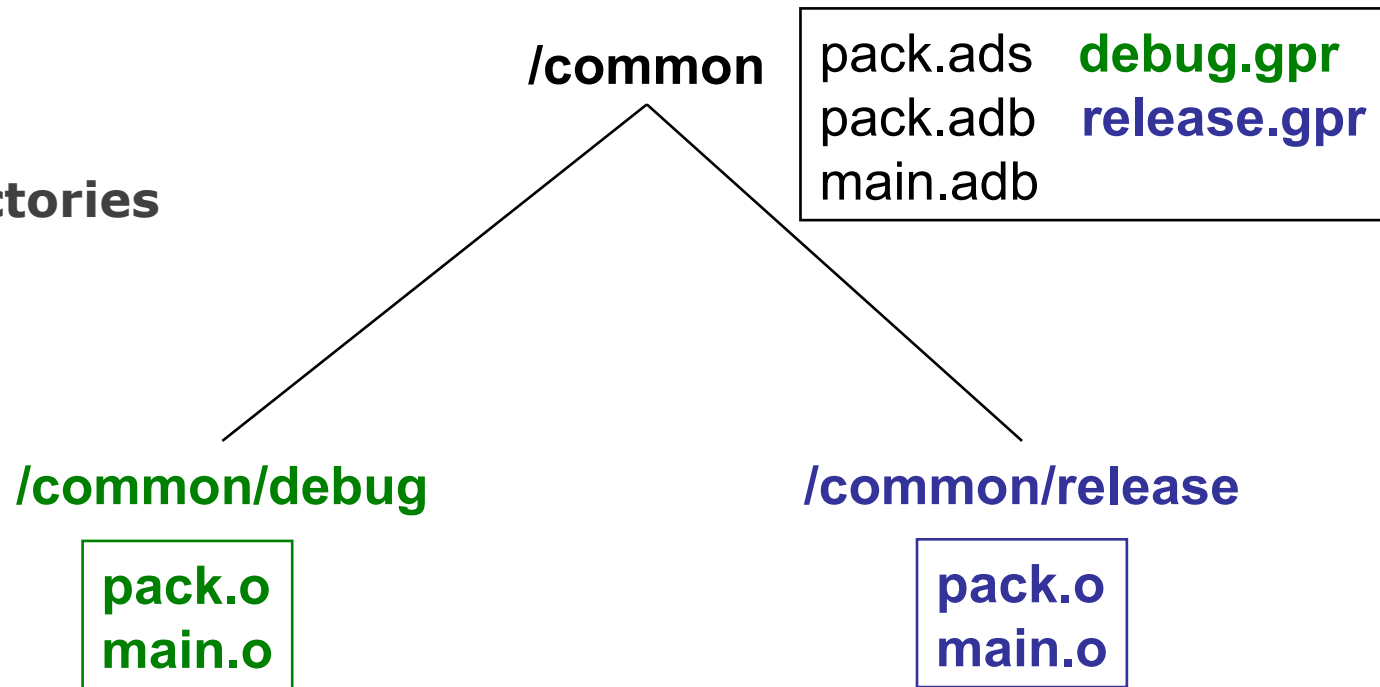 /common
pack.ads debug.gpr
pack.adb release.gpr
main.adb
ctories
/common/debug
/common/release
pack.o
main.o
pack.o
main.o